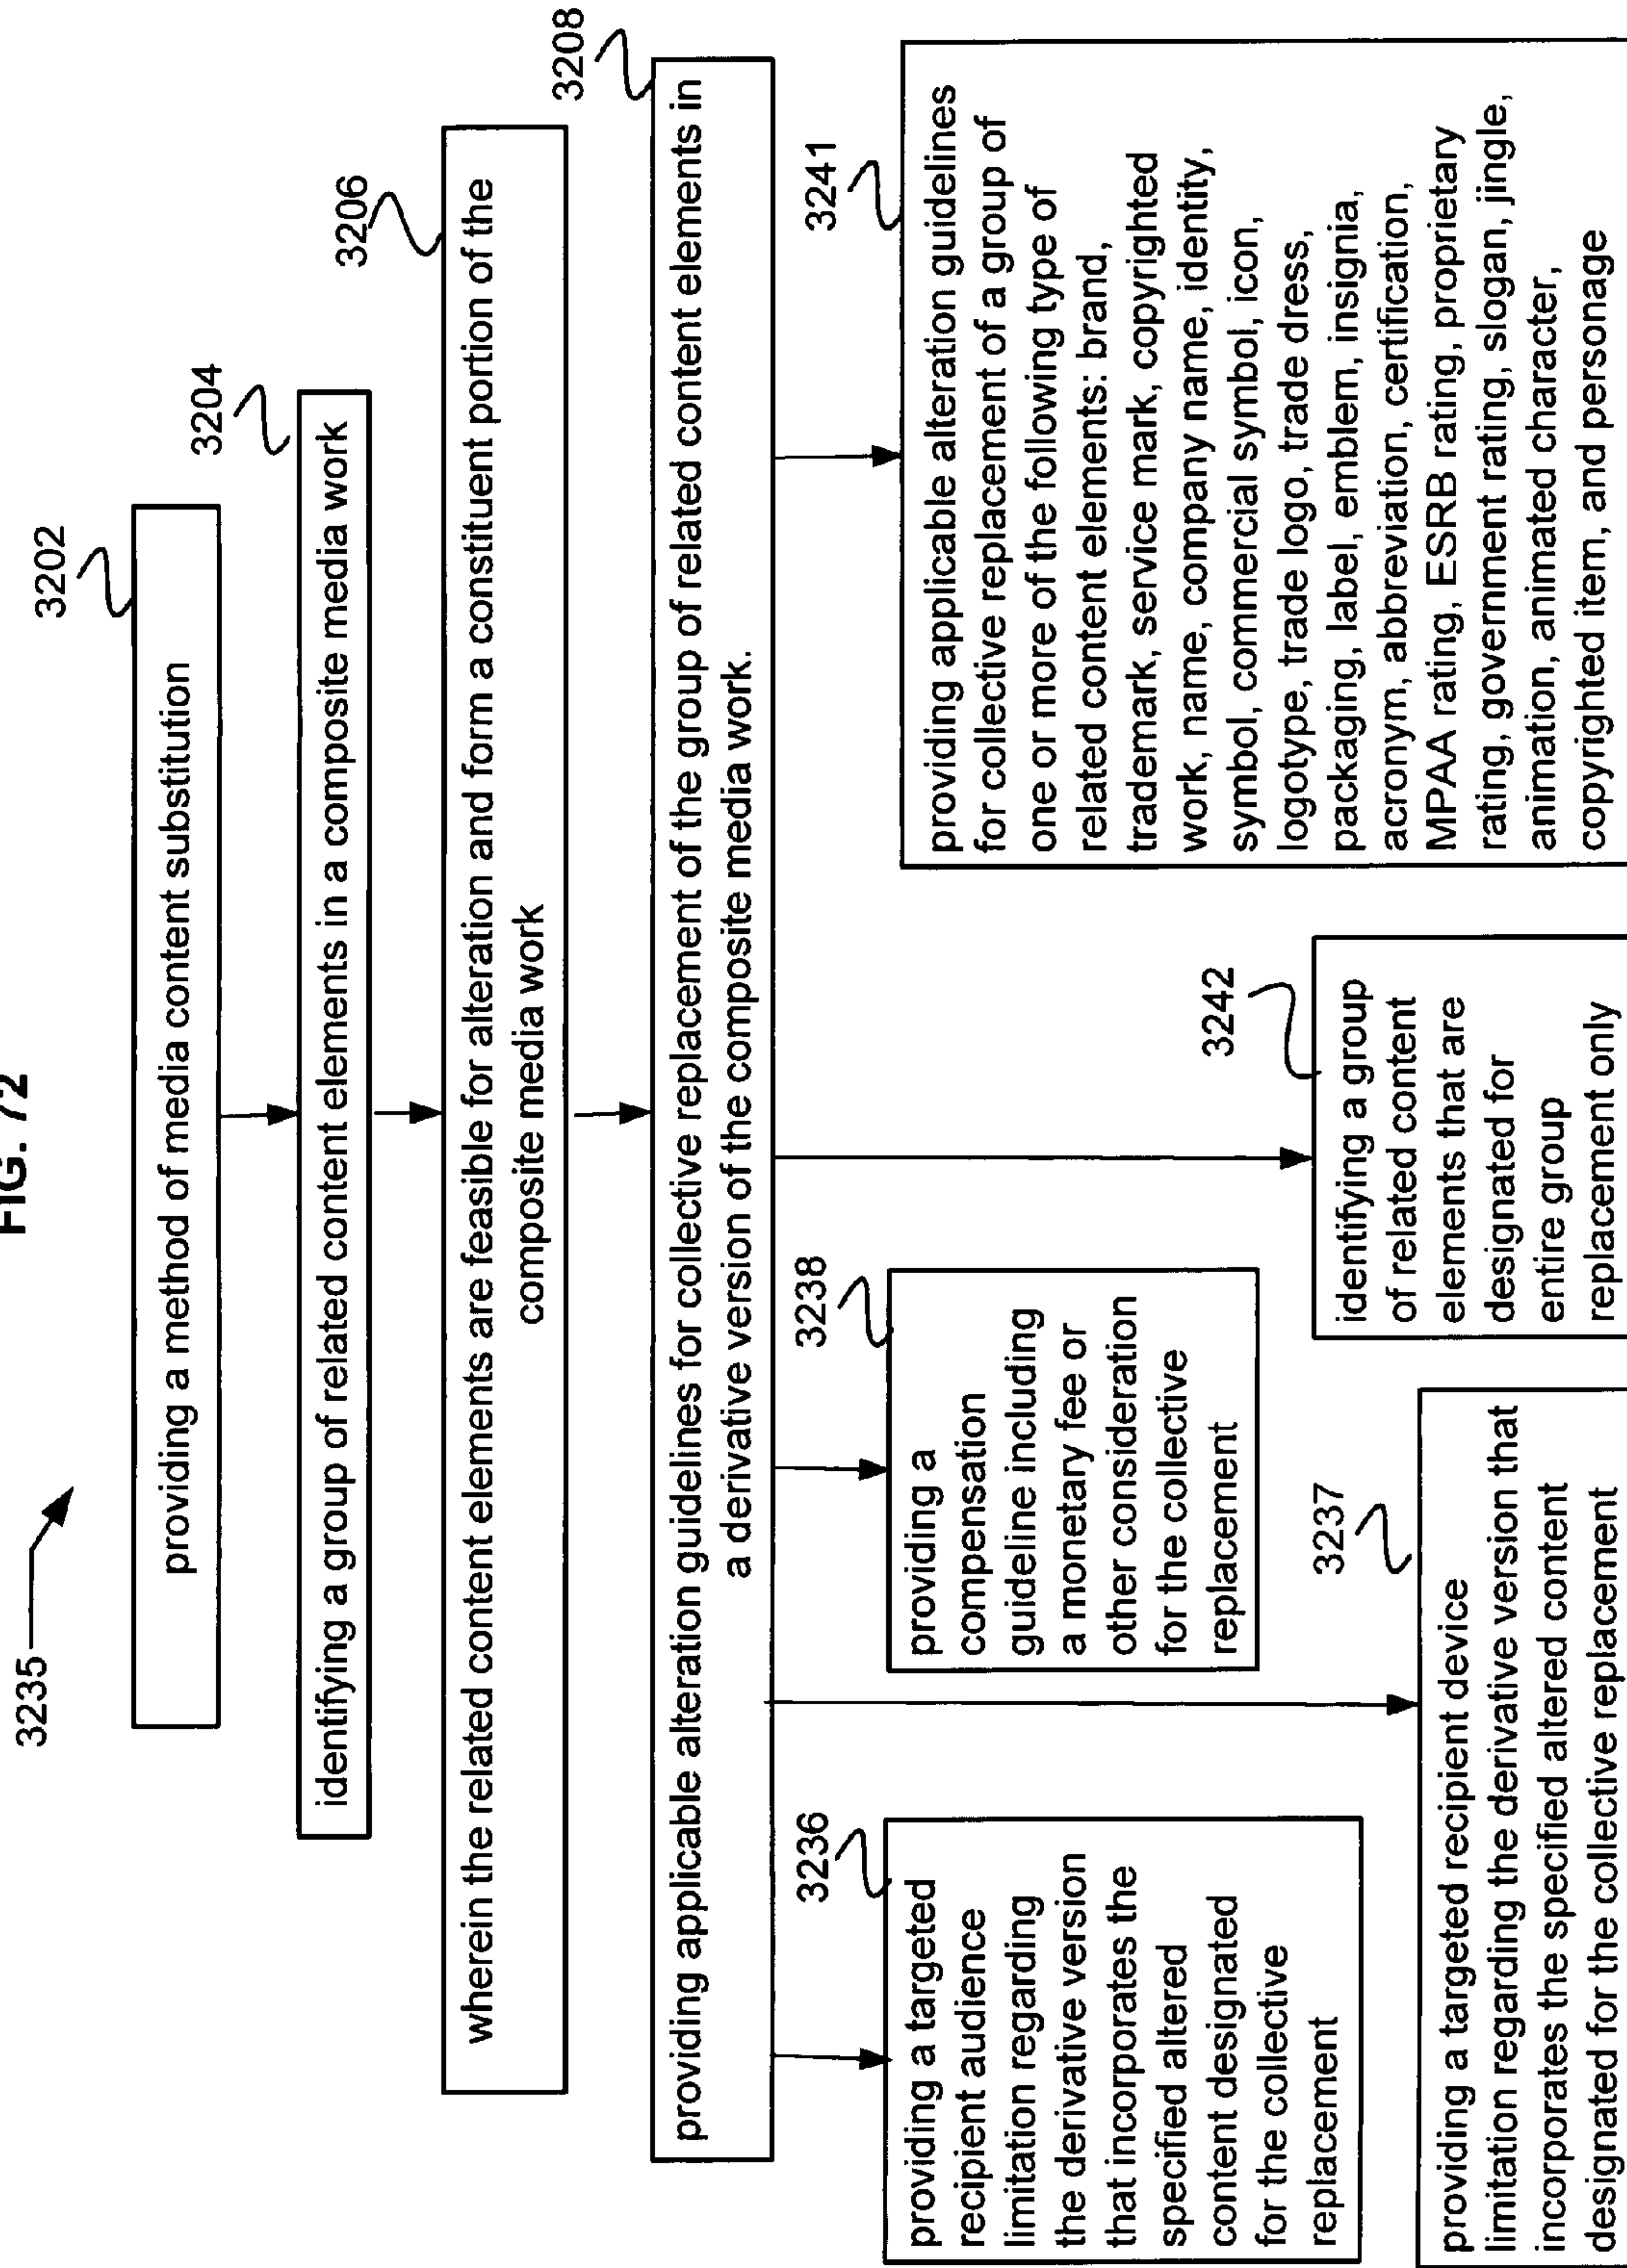 FIG. 72
3235
3202
providing a method of media content substitution
3204
identifying a group of related content elements in a composite media work
3206
wherein the related content elements are feasible for alteration and form a constituent portion of the
composite media work
3208
providing applicable alteration guidelines for collective replacement of the group of related content elements in
a derivative version of the composite media work.
3236
providing a targeted
recipient audience
limitation regarding
the derivative version
that incorporates the
specified altered
content designated
for the collective
replacement
3238
providing a
compensation
guideline including
a monetary fee or
other consideration
for the collective
replacement
3241
providing applicable alteration guidelines
for collective replacement of a group of
one or more of the following type of
related content elements: brand,
trademark, service mark, copyrighted
work, name, company name, identity,
symbol, commercial symbol, icon,
logotype, trade logo, trade dress,
packaging, label, emblem, insignia,
acronym, abbreviation, certification,
MPAA rating, ESRB rating, proprietary
rating, government rating, slogan, jingle,
animation, animated character,
copyrighted item, and personage
3237
providing a targeted recipient device
limitation regarding the derivative version that
incorporates the specified altered content
designated for the collective replacement
3242
identifying a group
of related content
elements that are
designated for
entire group
replacement only